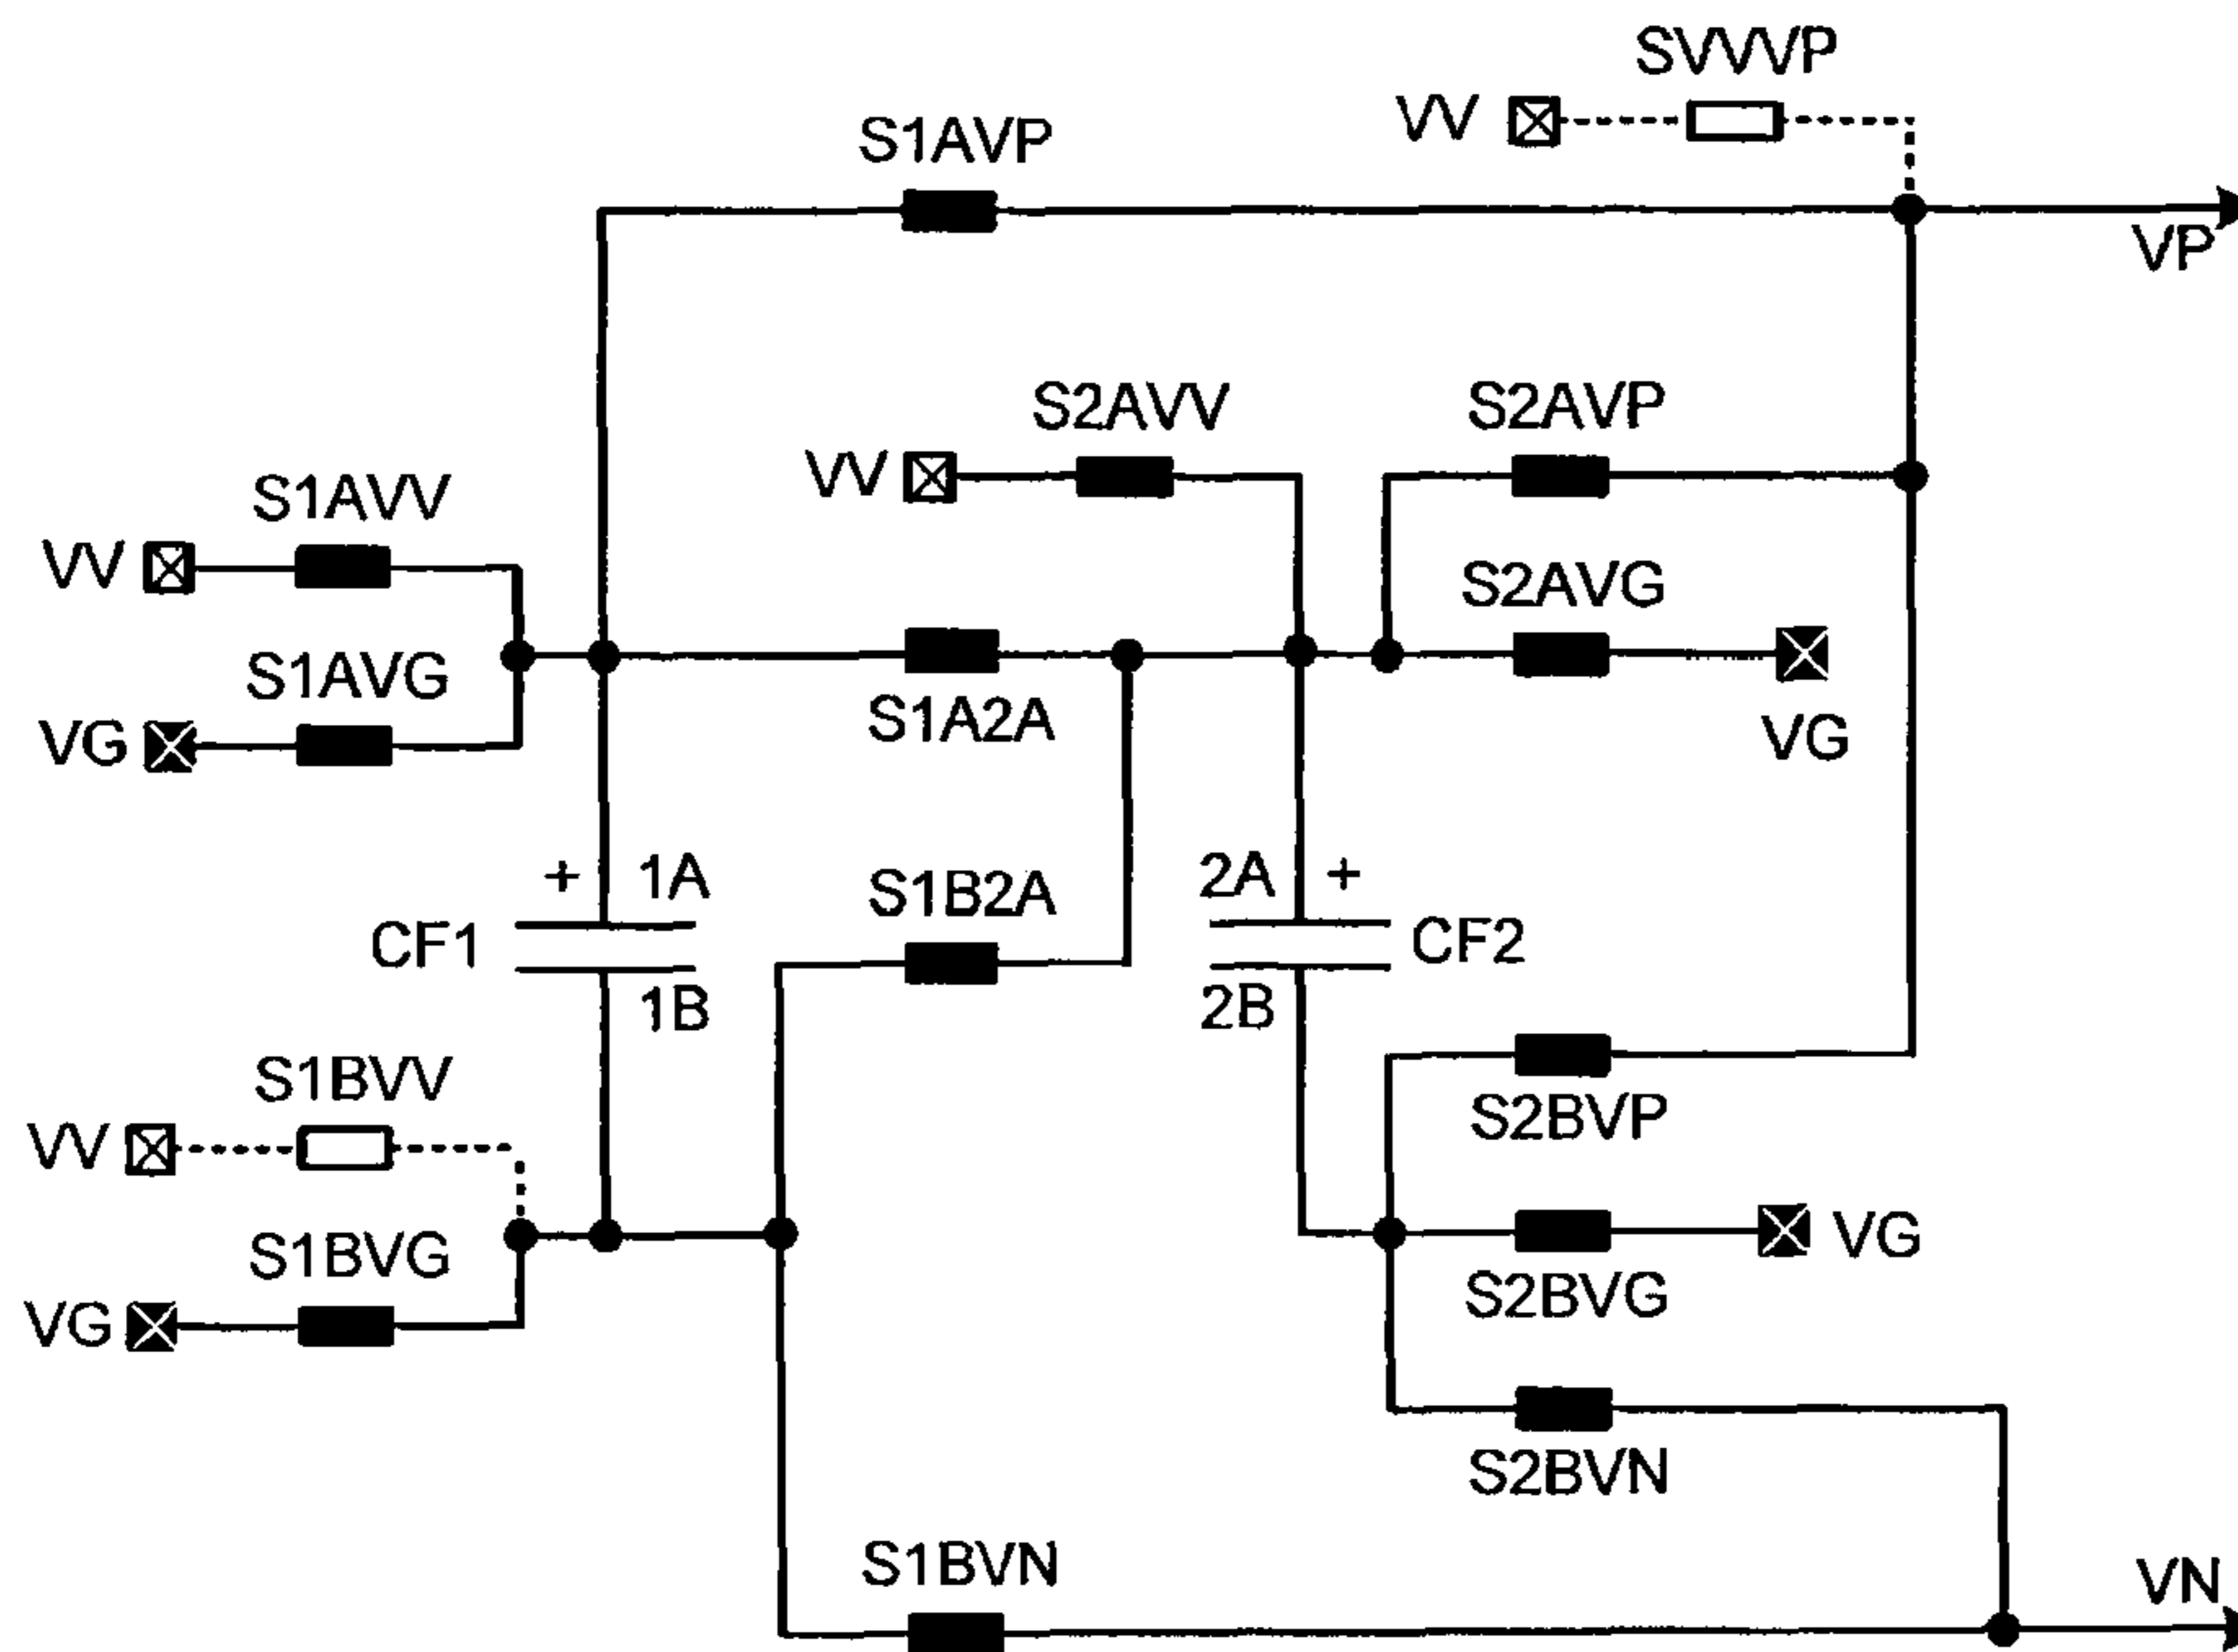 SVVVP
VV
S1AVP
VP
S2AVV
S2AVP
VV
S1AVV
VV
S2AVG
S1AVG
VG
S1A2A
VG
+ 1A
2A +
S1B2A
CF1
CF2
1B
2B
S1BVV
VV
S2BVP
S1BVG
VG
VG
S2BVG
S2BVN
S1BVN
VN